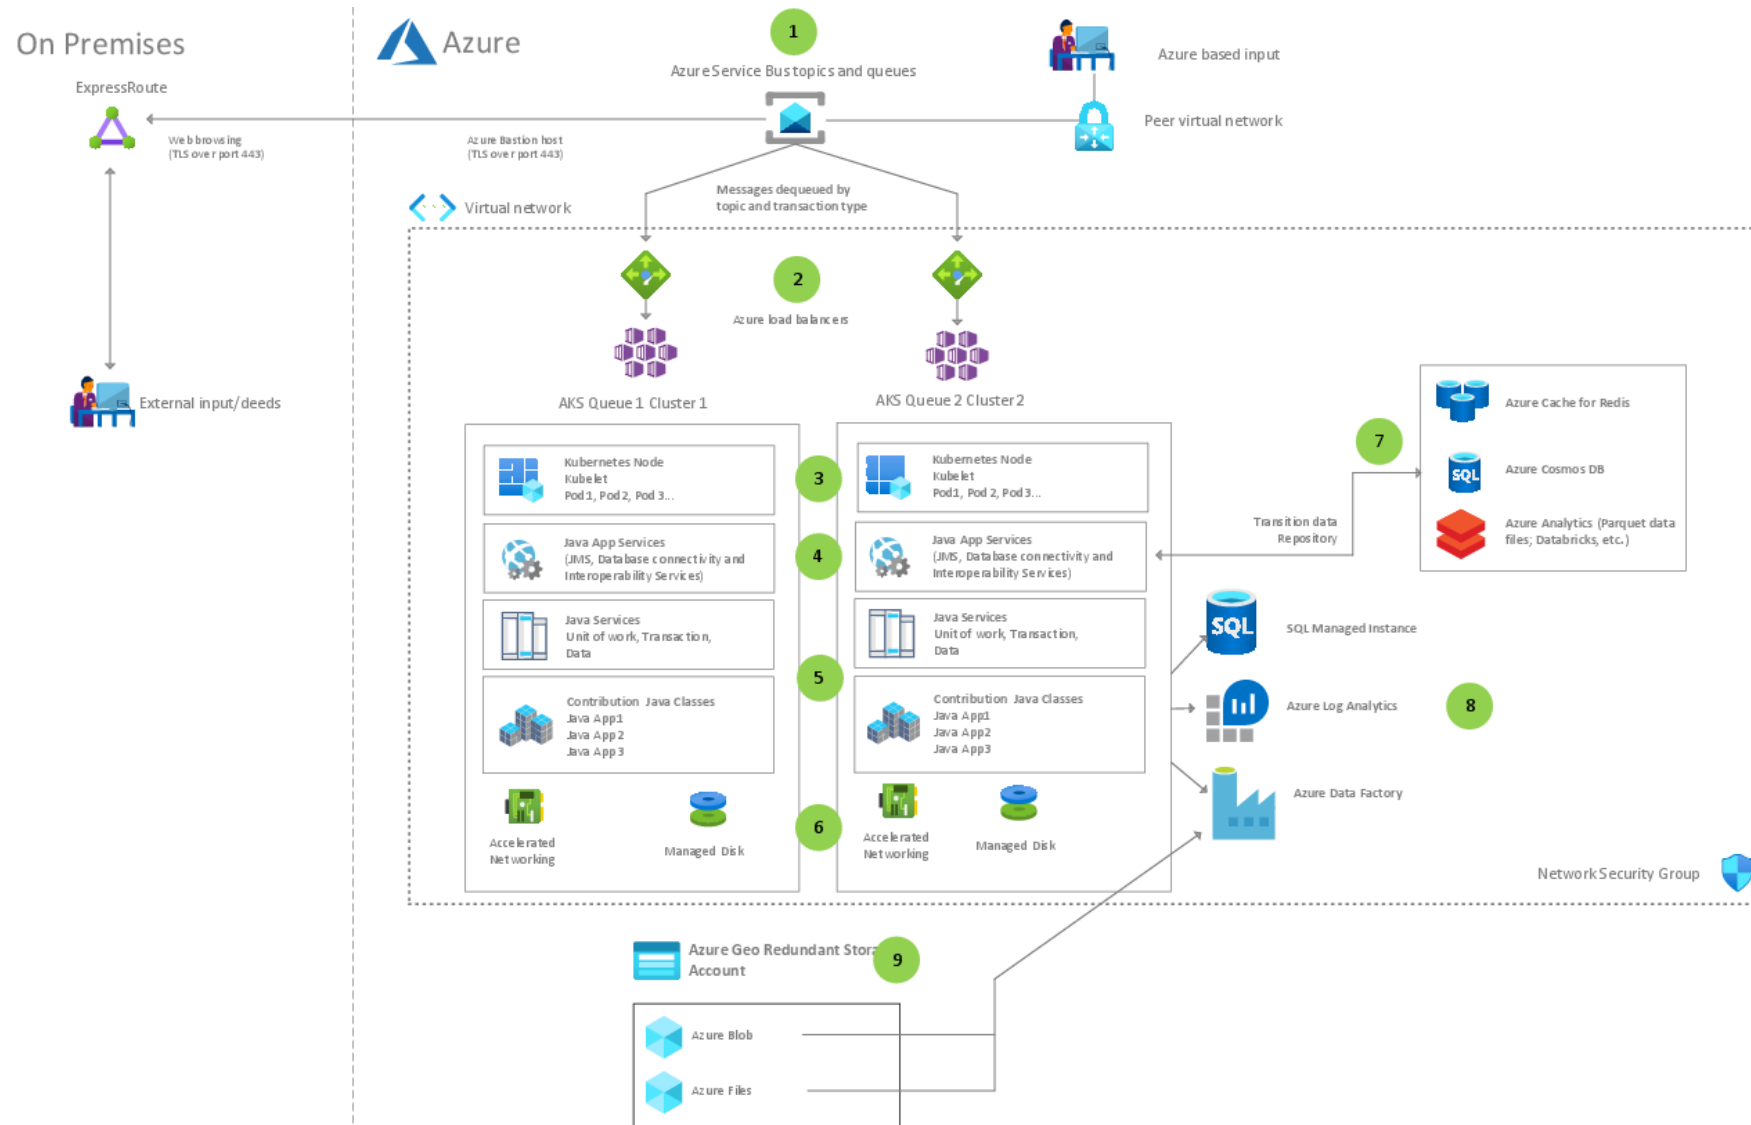 On Premises
ExpressRoute
Web browsing
(TLS over port 443)
External input/deeds
Azure
1
Azure Service Bus topics and queues
Azure based input
Peer virtual network
Azure Bastion host
(TLS over port 443)
Messages dequeued by
topic and transaction type
Virtual network
2
Azure load balancers
AKS Queue 1 Cluster 1
AKS Queue 2 Cluster 2
Kubernetes Node
Kubelet
Pod1, Pod2, Pod 3...
3
Kubernetes Node
Kubelet
Pod1, Pod 2, Pod 3...
Java App Services
(JMS, Database connectivity and
Interoperability Services)
4
Java App Services
(JMS, Database connectivity and
Interoperability Services)
Java Services
Unit of work, Transaction,
Data
Java Services
Unit of work, Transaction,
Data
5
Contribution Java Classes
Java App1
Java App2
Java App3
Contribution Java Classes
Java App1
Java App2
Java App3
Accelerated
Networking
Managed Disk
6
Accelerated
Networking
Managed Disk
7
Azure Cache for Redis
SQL
Azure Cosmos DB
Azure Analytics (Parquet data
files; Databricks, etc.)
Transition data
Repository
SQL
SQL Managed Instance
Azure Log Analytics
8
Azure Data Factory
Network Security Group
Azure Geo Redundant Stora
Account
9
Azure Blob
Azure Files